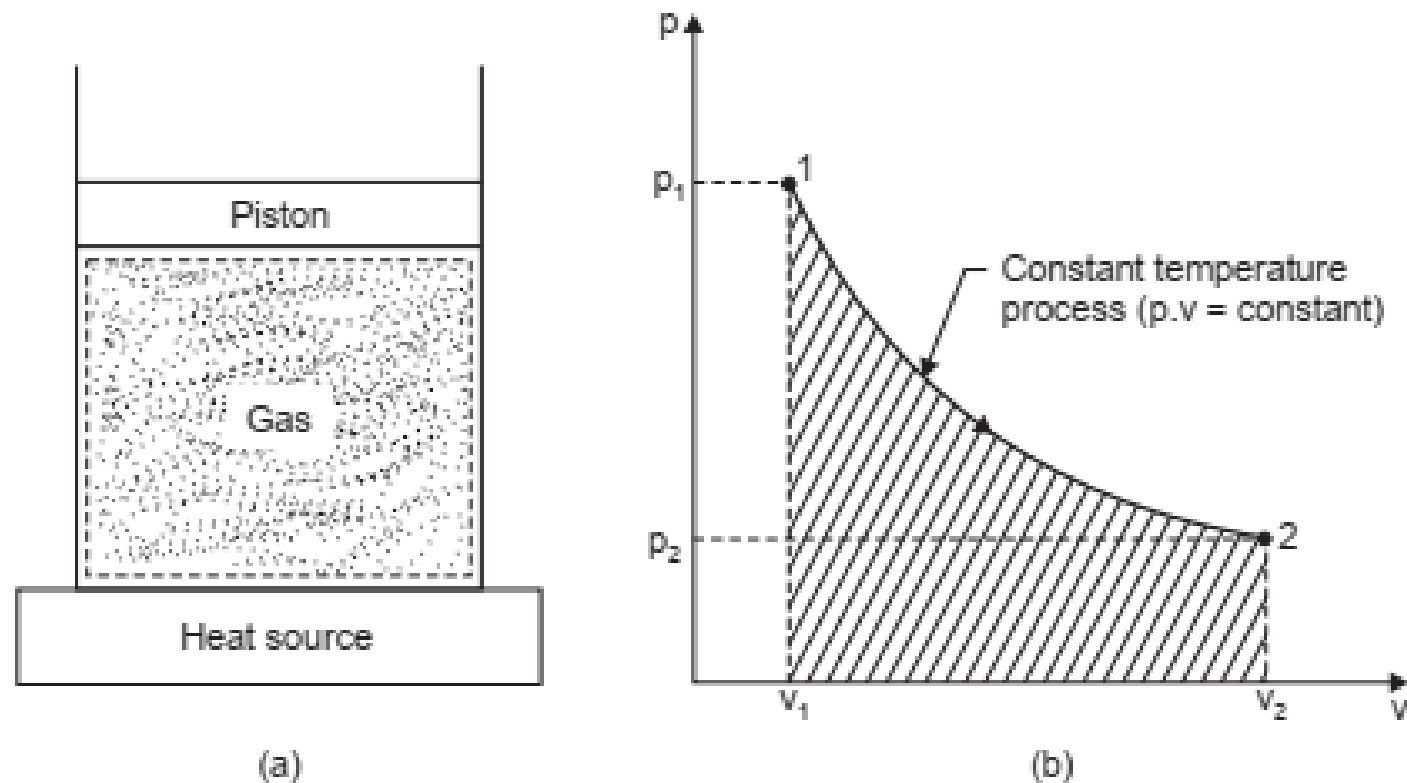 Piston
Gas
Heat source
(a)
p
p₁
1
Constant temperature
process (p.v = constant)
p₂
2
v₁
v₂
v
(b)